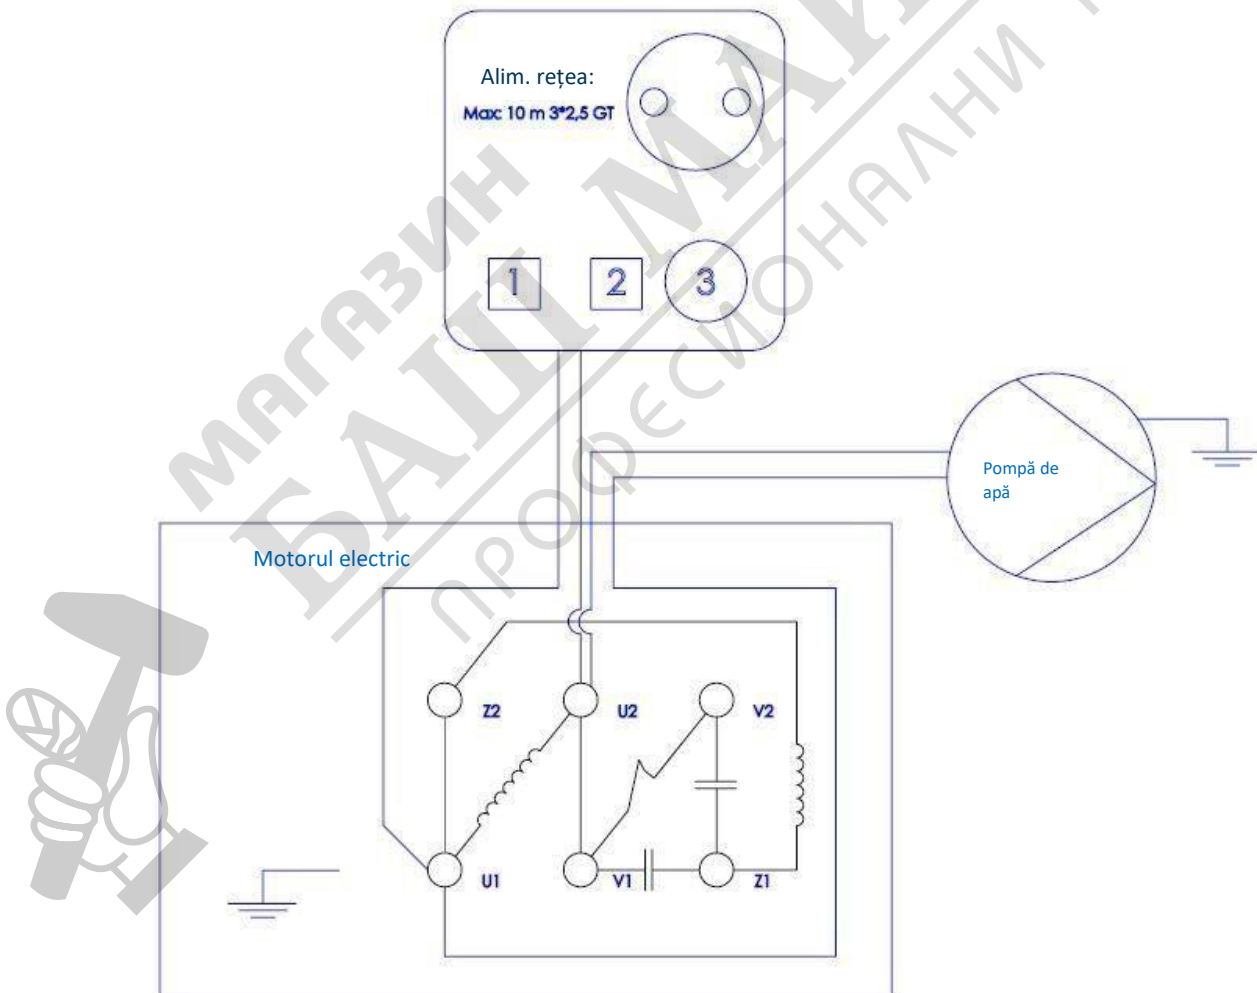 Alim. rețea:
Max: 10 m 3*2,5 GT
1 2 3
Pompă de
apă
Motorul electric
Z2 U2 V2
U1 V1 Z1
МАГАЗИН
БАШ МАЙ
ПРОФЕСИОНАЛНИ